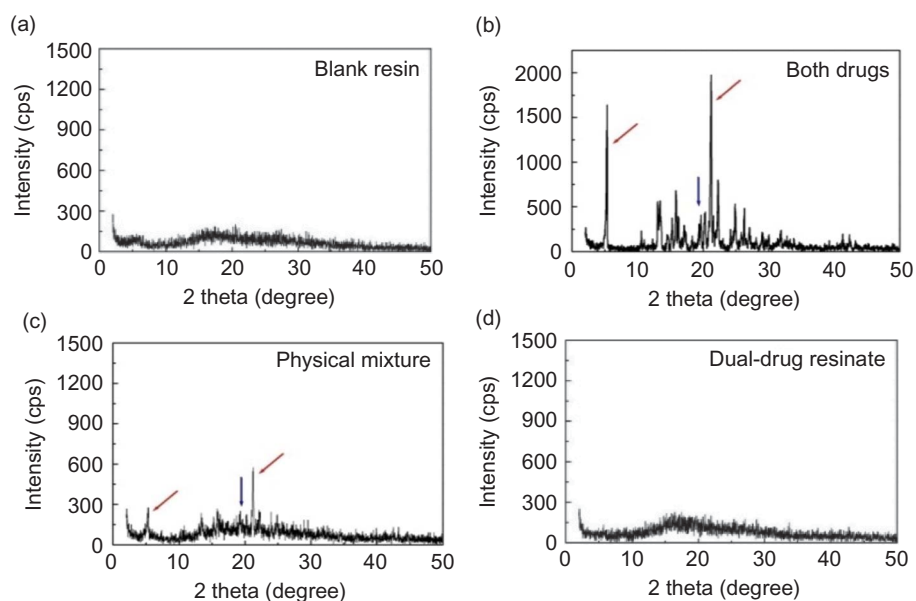 (a)
1500
1200
900
600
300
0
Intensity (cps)
Blank resin
0 10 20 30 40 50
2 theta (degree)
(b)
2000
1500
1000
500
0
Intensity (cps)
Both drugs
0 10 20 30 40 50
2 theta (degree)
(c)
1500
1200
900
600
300
0
Intensity (cps)
Physical mixture
0 10 20 30 40 50
2 theta (degree)
(d)
1500
1200
900
600
300
0
Intensity (cps)
Dual-drug resinate
0 10 20 30 40 50
2 theta (degree)